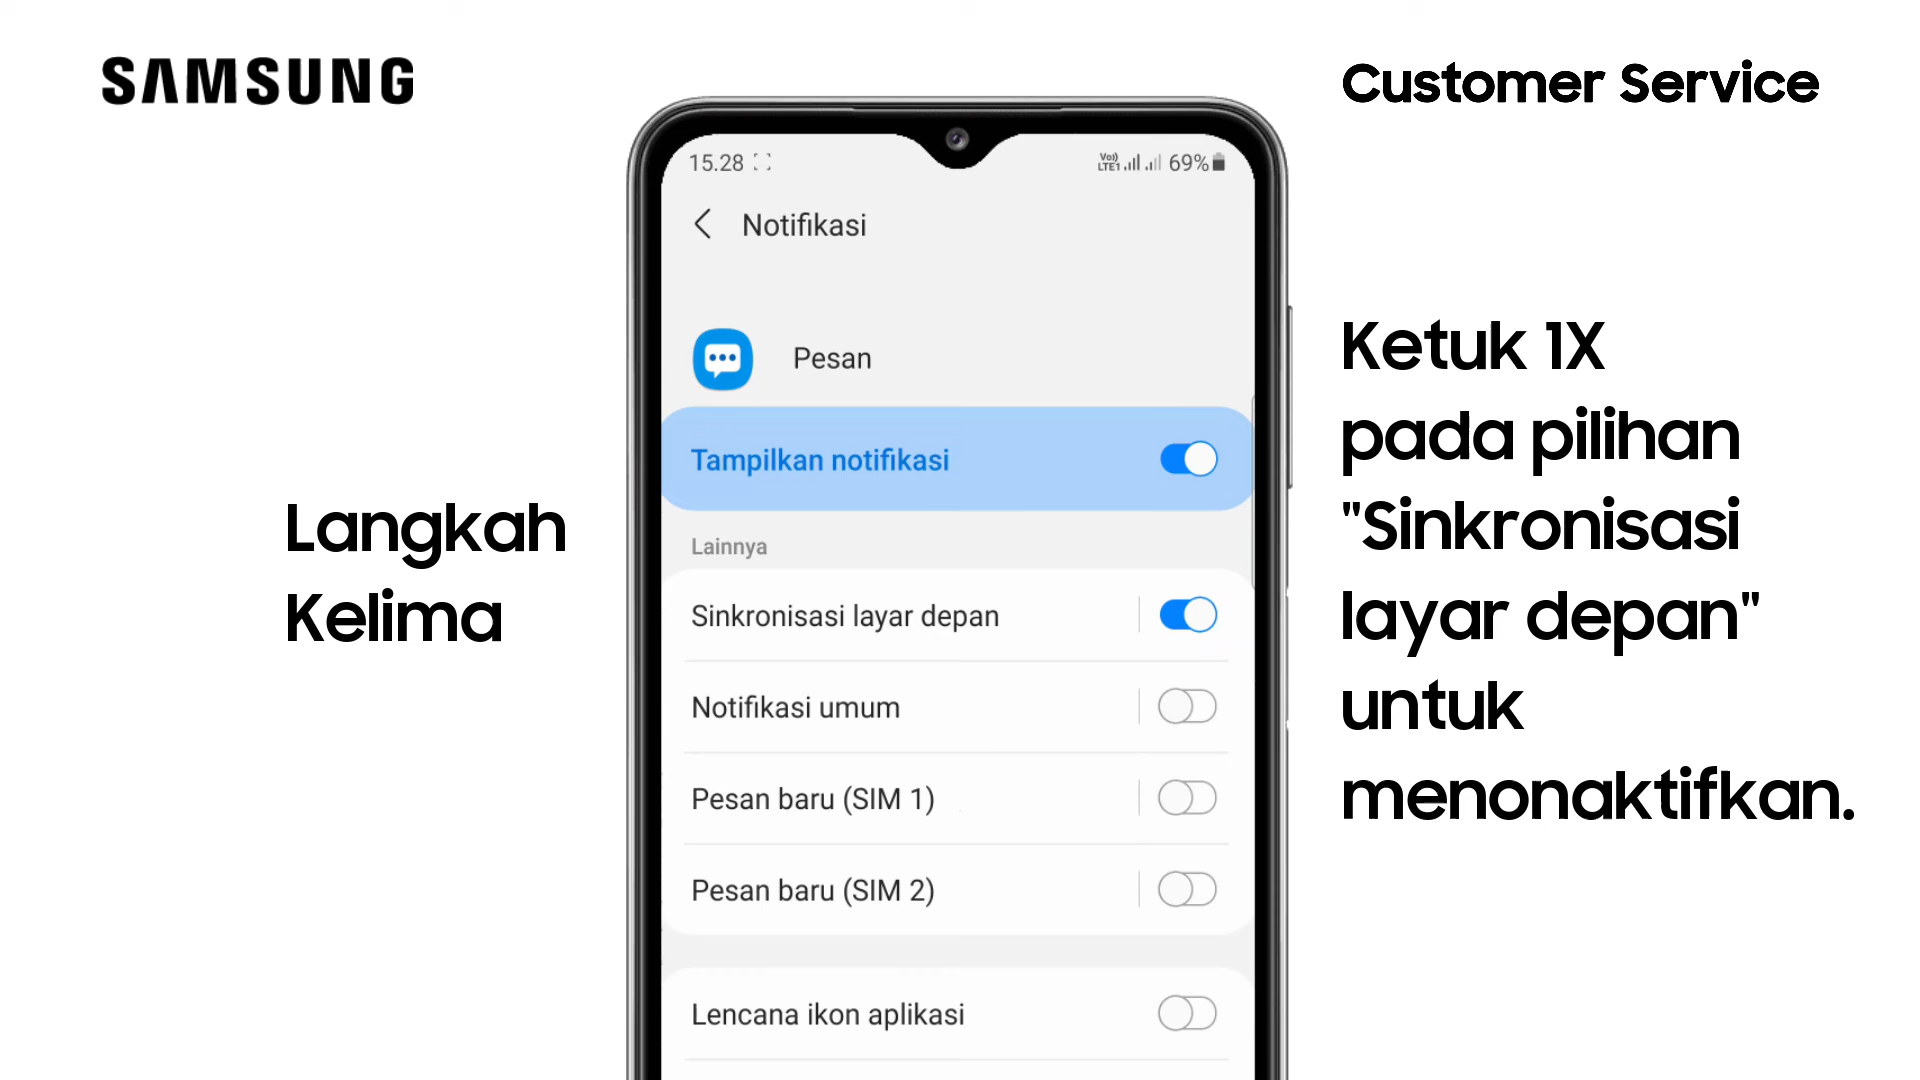 SAMSUNG
Customer Service
15.28
Vo))
LTE1
69%
Notifikasi
Pesan
Tampilkan notifikasi
Lainnya
Sinkronisasi layar depan
Notifikasi umum
Pesan baru (SIM 1)
Pesan baru (SIM 2)
Lencana ikon aplikasi
Langkah
Kelima
Ketuk 1X
pada pilihan
"Sinkronisasi
layar depan"
untuk
menonaktifkan.